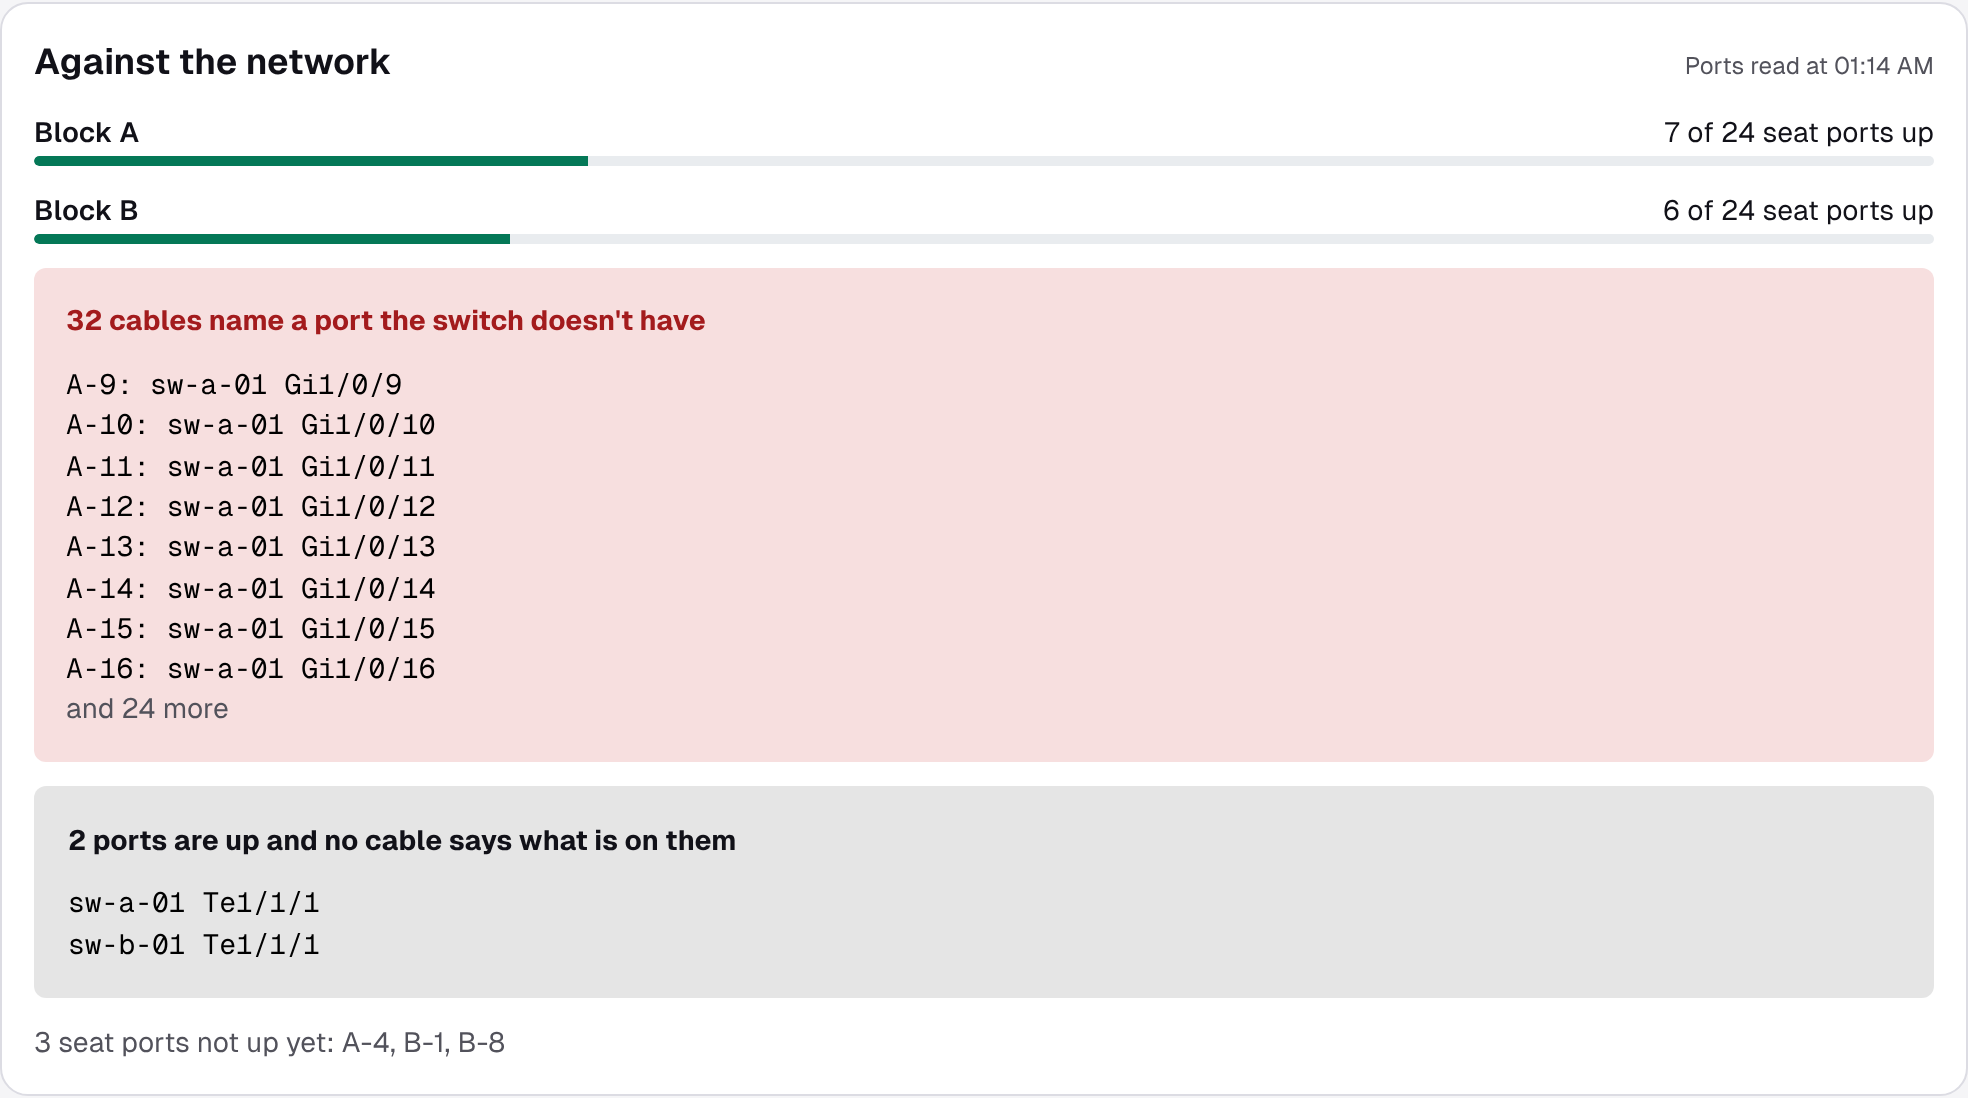 Against the network
Ports read at 01:14 AM
Block A
7 of 24 seat ports up
Block B
6 of 24 seat ports up
32 cables name a port the switch doesn't have
A-9: sw-a-01 Gi1/0/9
A-10: sw-a-01 Gi1/0/10
A-11: sw-a-01 Gi1/0/11
A-12: sw-a-01 Gi1/0/12
A-13: sw-a-01 Gi1/0/13
A-14: sw-a-01 Gi1/0/14
A-15: sw-a-01 Gi1/0/15
A-16: sw-a-01 Gi1/0/16
and 24 more
2 ports are up and no cable says what is on them
sw-a-01 Te1/1/1
sw-b-01 Te1/1/1
3 seat ports not up yet: A-4, B-1, B-8